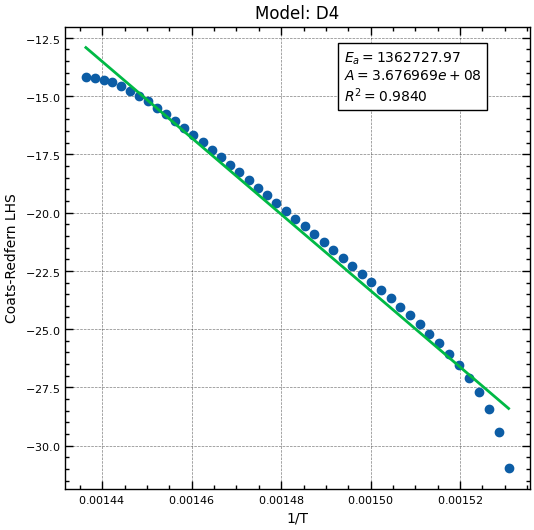 Model: D4
−12.5
−15.0
−17.5
−20.0
−22.5
−25.0
−27.5
−30.0
Coats-Redfern LHS
E_a = 1362727.97
A = 3.676969e + 08
R² = 0.9840
0.00144 0.00146 0.00148 0.00150 0.00152
1/T